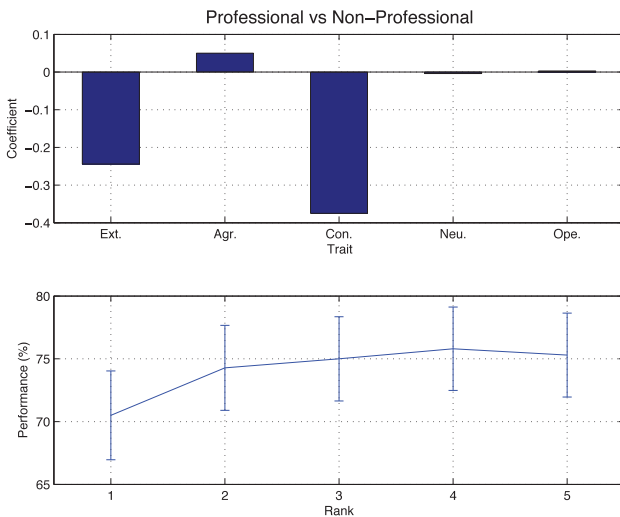 Professional vs Non−Professional
0.1
0
−0.1
−0.2
−0.3
−0.4
Coefficient
Ext. Agr. Con. Neu. Ope.
Trait
80
75
70
65
Performance (%)
1 2 3 4 5
Rank